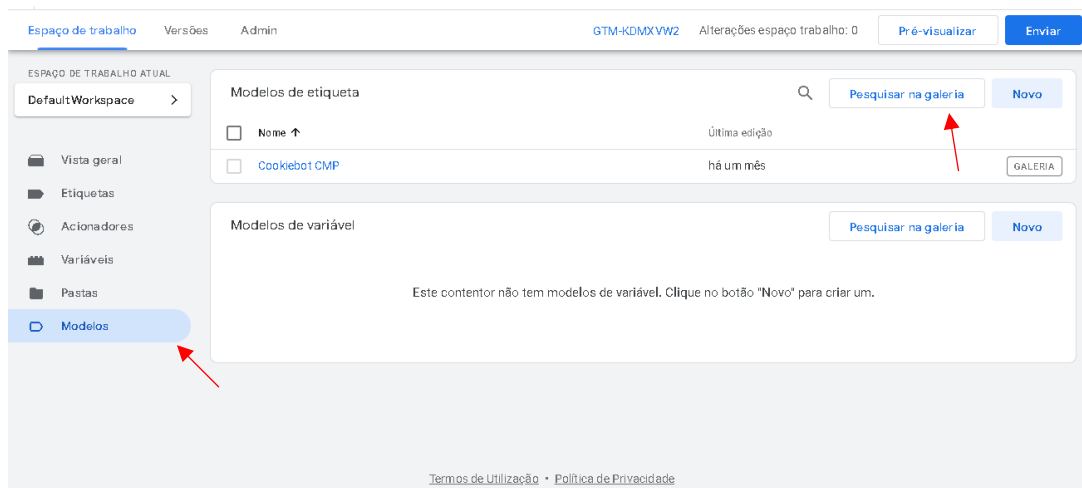 Espaço de trabalho Versões Admin GTM-KDMXVW2 Alterações espaço trabalho: 0 Pré-visualizar Enviar
ESPAÇO DE TRABALHO ATUAL
DefaultWorkspace
Modelos de etiqueta Pesquisar na galeria Novo
Nome Última edição
Cookiebot CMP há um mês GALERIA
Vista geral
Etiquetas
Acionadores
Variáveis
Pastas
Modelos
Modelos de variável Pesquisar na galeria Novo
Este contentor não tem modelos de variável. Clique no botão "Novo" para criar um.
Termos de Utilização • Política de Privacidade